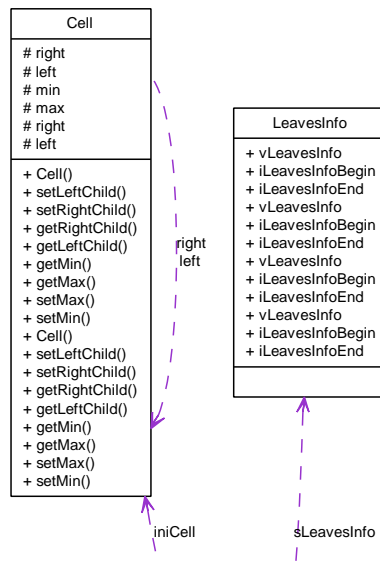 Cell
# right
# left
# min
# max
# right
# left
+ Cell()
+ setLeftChild()
+ setRightChild()
+ getRightChild()
+ getLeftChild()
+ getMin()
+ getMax()
+ setMax()
+ setMin()
+ Cell()
+ setLeftChild()
+ setRightChild()
+ getRightChild()
+ getLeftChild()
+ getMin()
+ getMax()
+ setMax()
+ setMin()
right
left
LeavesInfo
+ vLeavesInfo
+ iLeavesInfoBegin
+ iLeavesInfoEnd
+ vLeavesInfo
+ iLeavesInfoBegin
+ iLeavesInfoEnd
+ vLeavesInfo
+ iLeavesInfoBegin
+ iLeavesInfoEnd
+ vLeavesInfo
+ iLeavesInfoBegin
+ iLeavesInfoEnd
iniCell
sLeavesInfo